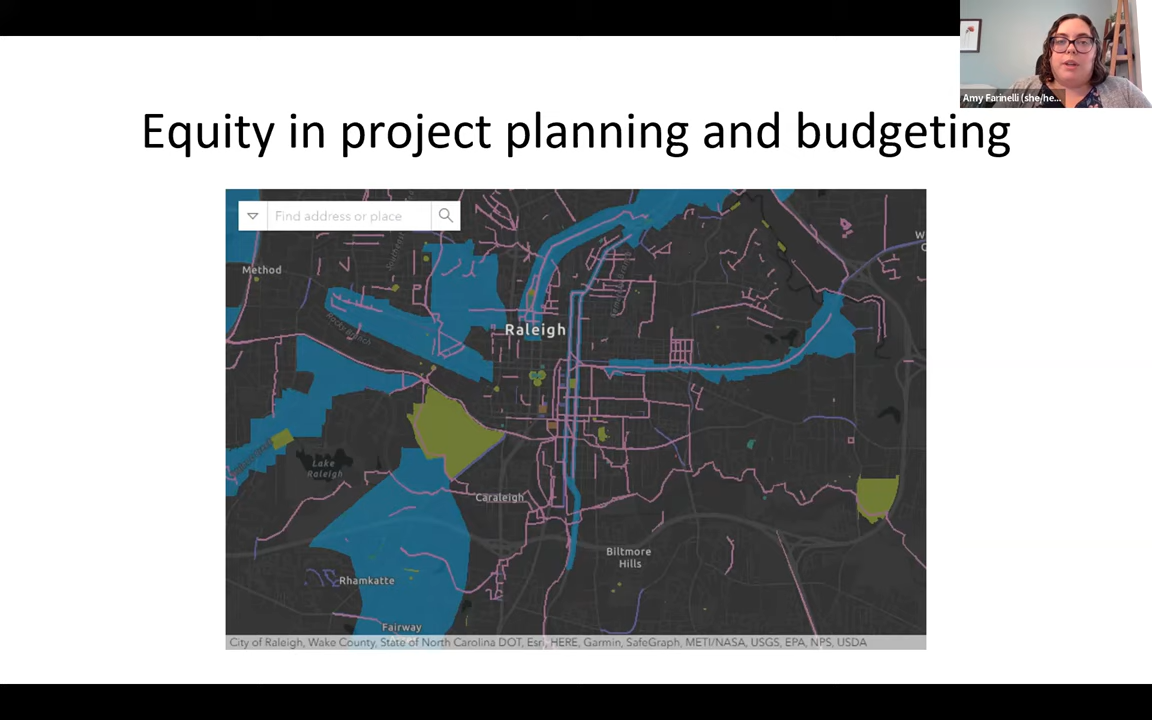 Amy Farinelli (she/he...
Equity in project planning and budgeting
Find address or place
Method
W
Raleigh
Rocky Branch
Lake
Raleigh
Caraleigh
Biltmore
Hills
Rhamkatte
Fairway
City of Raleigh, Wake County, State of North Carolina DOT, Esri, HERE, Garmin, SafeGraph, METI/NASA, USGS, EPA, NPS, USDA